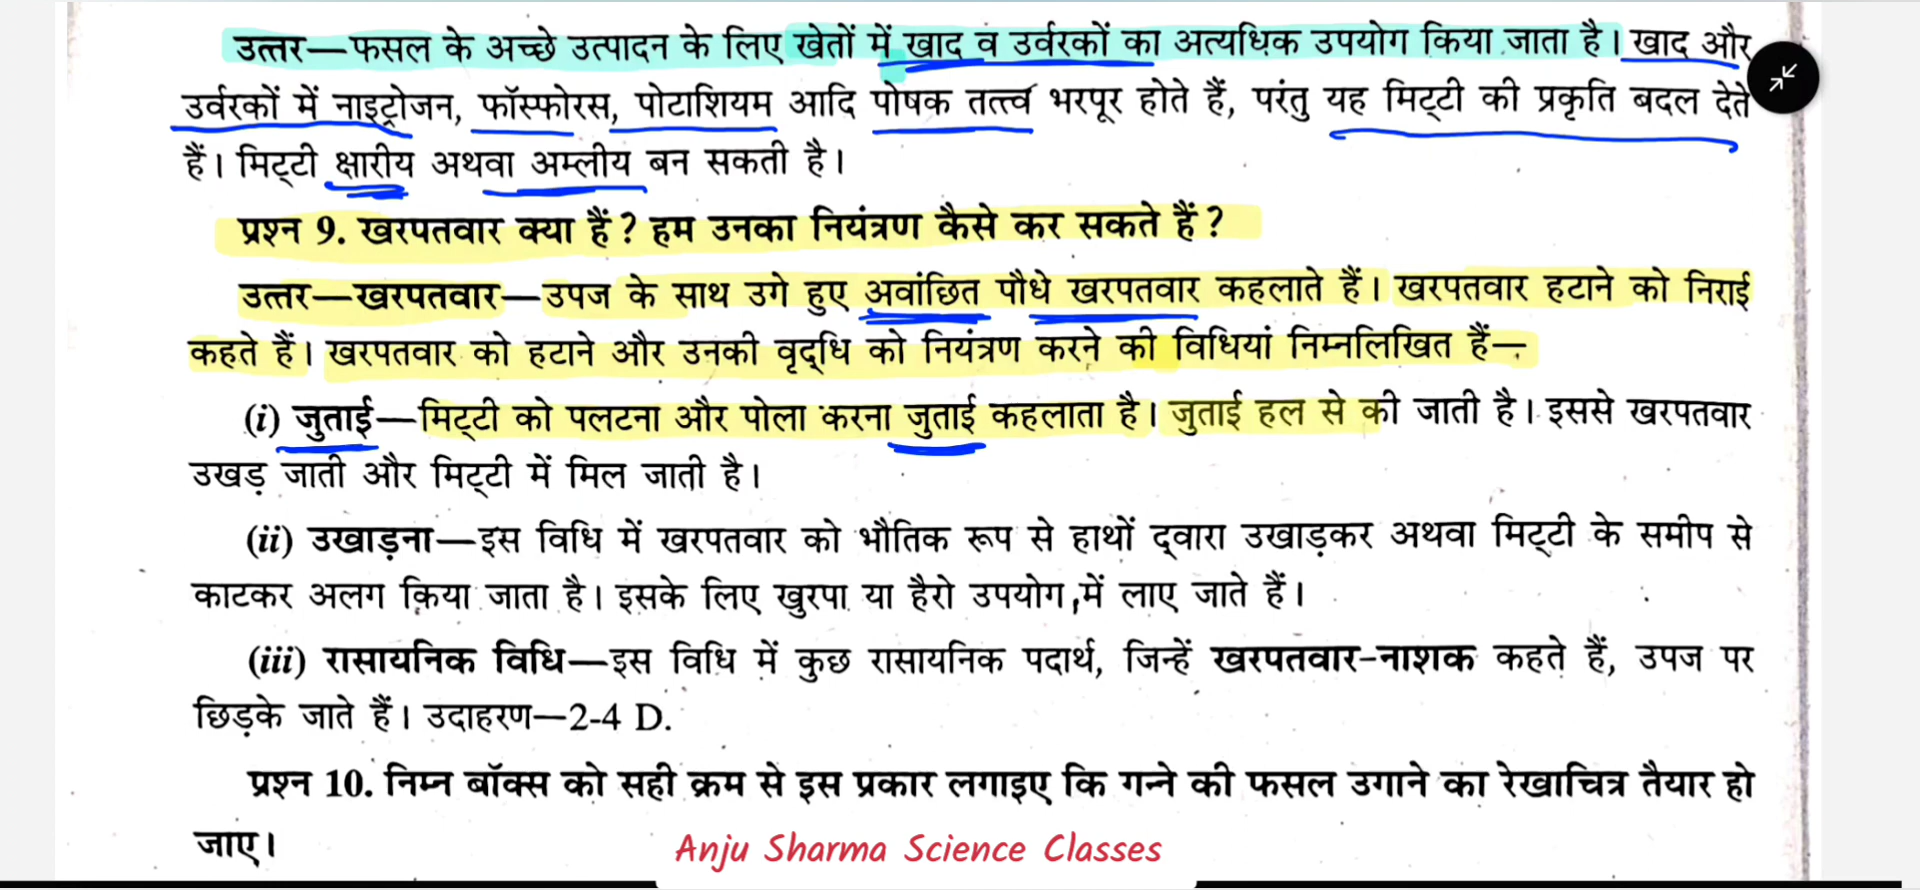 उत्तर—फसल के अच्छे उत्पादन के लिए खेतों में खाद व उर्वरकों का अत्यधिक उपयोग किया जाता है। खाद और
उर्वरकों में नाइट्रोजन, फॉस्फोरस, पोटाशियम आदि पोषक तत्त्व भरपूर होते हैं, परंतु यह मिट्टी की प्रकृति बदल देते
हैं। मिट्टी क्षारीय अथवा अम्लीय बन सकती है।
प्रश्न 9. खरपतवार क्या हैं? हम उनका नियंत्रण कैसे कर सकते हैं?
उत्तर—खरपतवार—उपज के साथ उगे हुए अवांछित पौधे खरपतवार कहलाते हैं। खरपतवार हटाने को निराई
कहते हैं। खरपतवार को हटाने और उनकी वृद्धि को नियंत्रण करने की विधियां निम्नलिखित हैं—
(i) जुताई—मिट्टी को पलटना और पोला करना जुताई कहलाता है। जुताई हल से की जाती है। इससे खरपतवार
उखड़ जाती और मिट्टी में मिल जाती है।
(ii) उखाड़ना—इस विधि में खरपतवार को भौतिक रूप से हाथों द्वारा उखाड़कर अथवा मिट्टी के समीप से
काटकर अलग किया जाता है। इसके लिए खुरपा या हैरो उपयोग में लाए जाते हैं।
(iii) रासायनिक विधि—इस विधि में कुछ रासायनिक पदार्थ, जिन्हें खरपतवार-नाशक कहते हैं, उपज पर
छिड़के जाते हैं। उदाहरण—2-4 D.
प्रश्न 10. निम्न बॉक्स को सही क्रम से इस प्रकार लगाइए कि गन्ने की फसल उगाने का रेखाचित्र तैयार हो
जाए।
Anju Sharma Science Classes